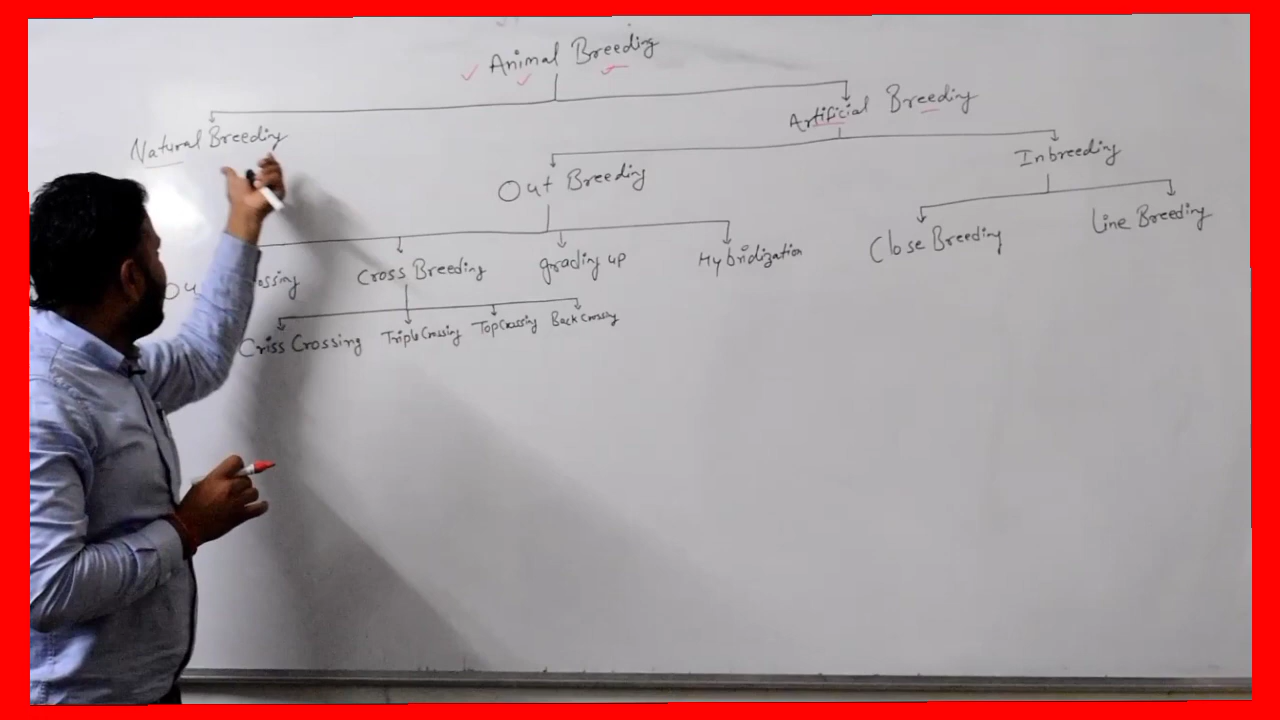 Animal Breeding
Natural Breeding
Artificial Breeding
Out Breeding
Inbreeding
Cross Breeding
grading up
Hybridization
Close Breeding
Line Breeding
Criss Crossing
Triple Crossing
Top Crossing
Back Crossing